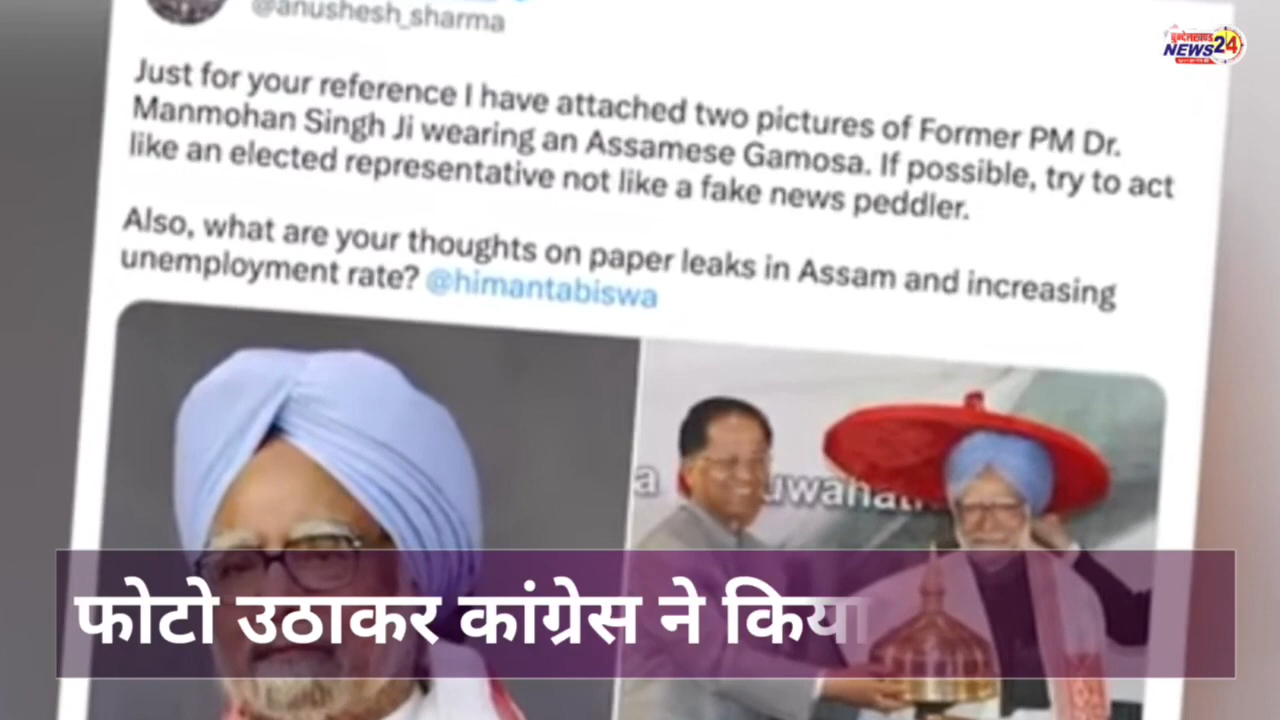 @anushesh_sharma
बुन्देलखण्ड
NEWS24
Just for your reference I have attached two pictures of Former PM Dr.
Manmohan Singh Ji wearing an Assamese Gamosa. If possible, try to act
like an elected representative not like a fake news peddler.
Also, what are your thoughts on paper leaks in Assam and increasing
unemployment rate? @himantabiswa
a uwahati
फोटो उठाकर कांग्रेस ने किया